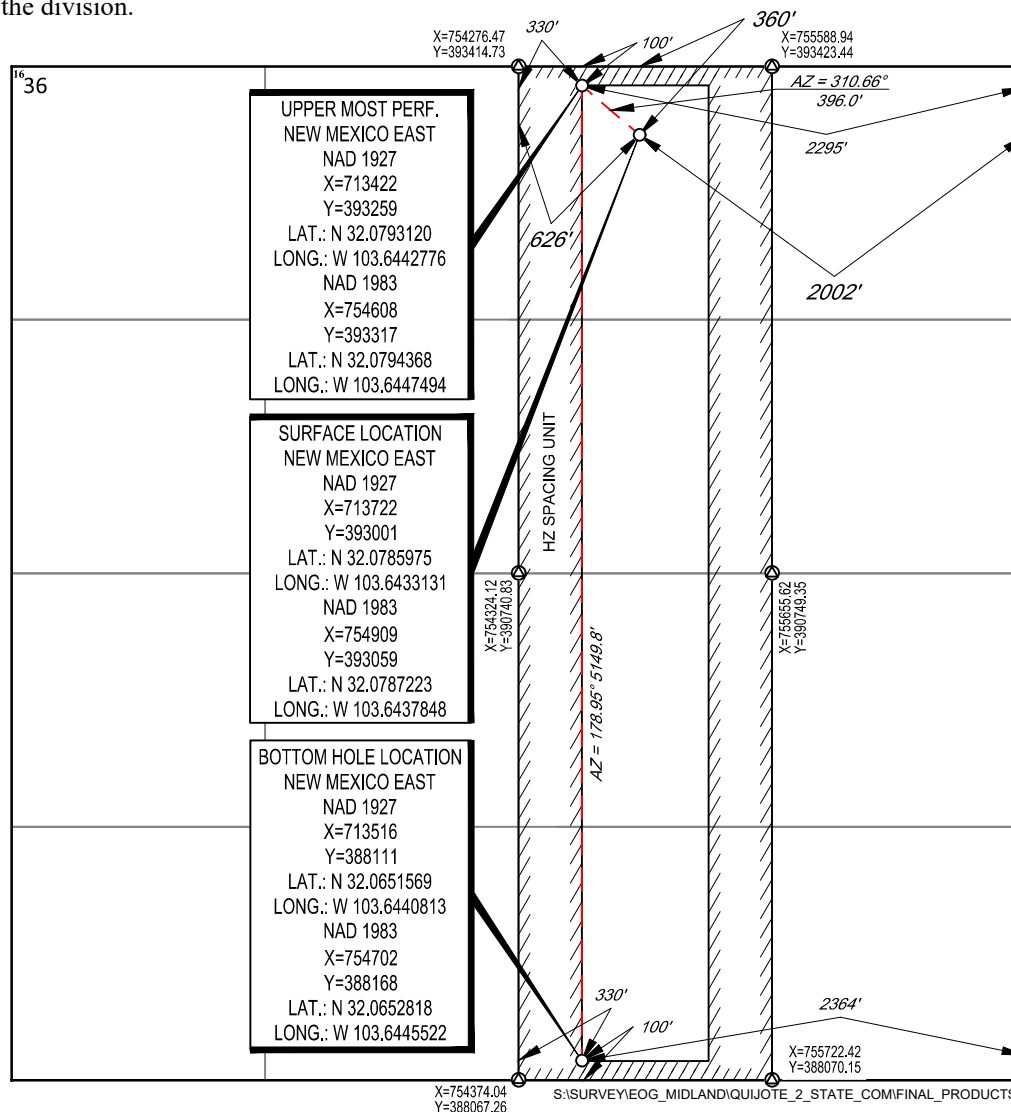 the division.
16
36
X=754276.47
Y=393414.73
330'
100'
360'
X=755588.94
Y=393423.44
AZ = 310.66°
396.0'
2295'
626'
2002'
UPPER MOST PERF.
NEW MEXICO EAST
NAD 1927
X=713422
Y=393259
LAT.: N 32.0793120
LONG.: W 103.6442776
NAD 1983
X=754608
Y=393317
LAT.: N 32.0794368
LONG.: W 103.6447494
SURFACE LOCATION
NEW MEXICO EAST
NAD 1927
X=713722
Y=393001
LAT.: N 32.0785975
LONG.: W 103.6433131
NAD 1983
X=754909
Y=393059
LAT.: N 32.0787223
LONG.: W 103.6437848
HZ SPACING UNIT
X=754324.12
Y=390740.83
X=755655.62
Y=390749.35
AZ = 178.95° 5149.8'
BOTTOM HOLE LOCATION
NEW MEXICO EAST
NAD 1927
X=713516
Y=388111
LAT.: N 32.0651569
LONG.: W 103.6440813
NAD 1983
X=754702
Y=388168
LAT.: N 32.0652818
LONG.: W 103.6445522
330'
100'
2364'
X=755722.42
Y=388070.15
X=754374.04
Y=388067.26
S:\SURVEY\EOG_MIDLAND\QUIJOTE_2_STATE_COM\FINAL_PRODUCTS